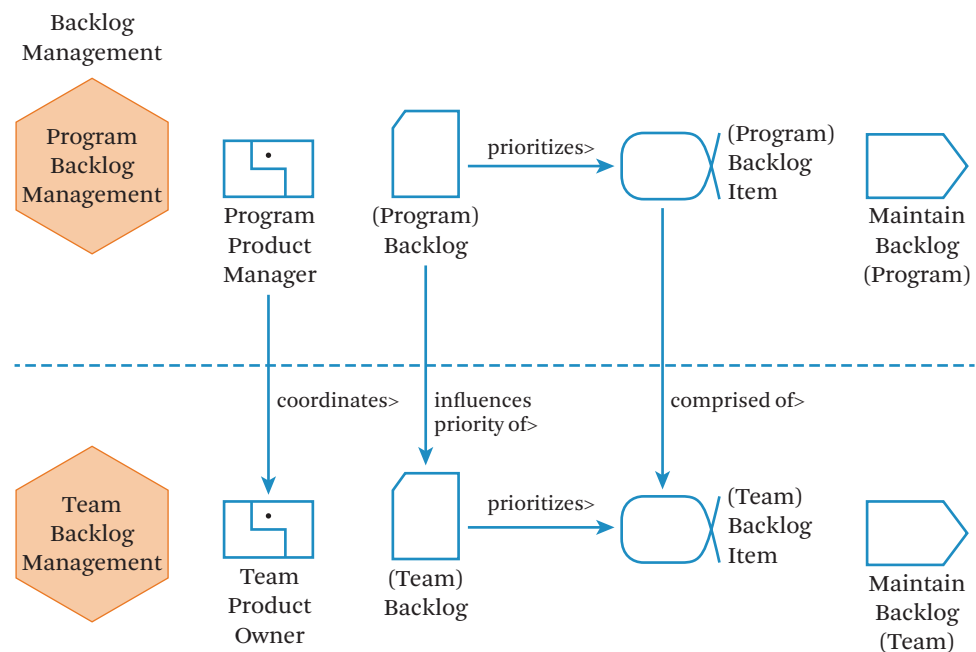 Backlog
Management
Program
Backlog
Management
Program
Product
Manager
(Program)
Backlog
prioritizes>
(Program)
Backlog
Item
Maintain
Backlog
(Program)
coordinates>
influences
priority of>
comprised of>
Team
Backlog
Management
Team
Product
Owner
(Team)
Backlog
prioritizes>
(Team)
Backlog
Item
Maintain
Backlog
(Team)